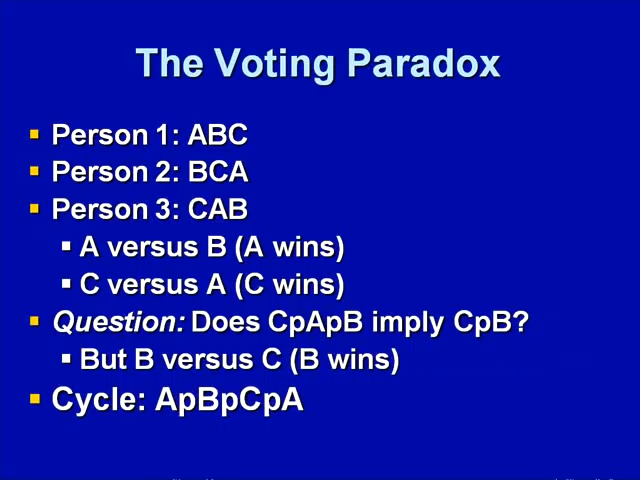 The Voting Paradox
Person 1: ABC
Person 2: BCA
Person 3: CAB
A versus B (A wins)
C versus A (C wins)
Question: Does CpApB imply CpB?
But B versus C (B wins)
Cycle: ApBpCpA